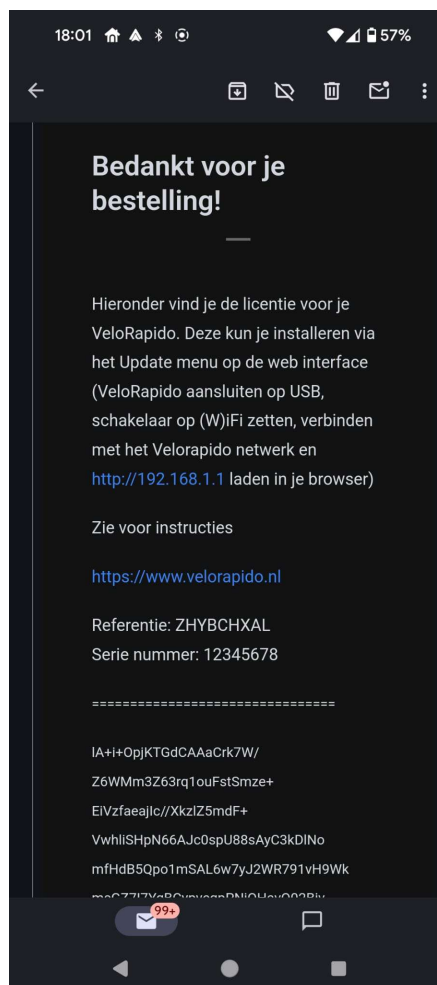 18:01
57%
Bedankt voor je
bestelling!
Hieronder vind je de licentie voor je
VeloRapido. Deze kun je installeren via
het Update menu op de web interface
(VeloRapido aansluiten op USB,
schakelaar op (W)iFi zetten, verbinden
met het Velorapido netwerk en
http://192.168.1.1 laden in je browser)
Zie voor instructies
https://www.velorapido.nl
Referentie: ZHYBCHXAL
Serie nummer: 12345678
================================
lA+i+OpjKTGdCAAaCrk7W/
Z6WMm3Z63rq1ouFstSmze+
EiVzfaeajlc//XkzlZ5mdF+
VwhliSHpN66AJc0spU88sAyC3kDlNo
mfHdB5Qpo1mSAL6w7yJ2WR791vH9Wk
99+